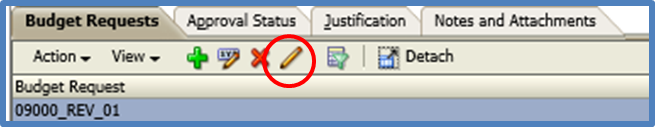 Budget Requests Approval Status Justification Notes and Attachments
Action View Detach
Budget Request
09000_REV_01